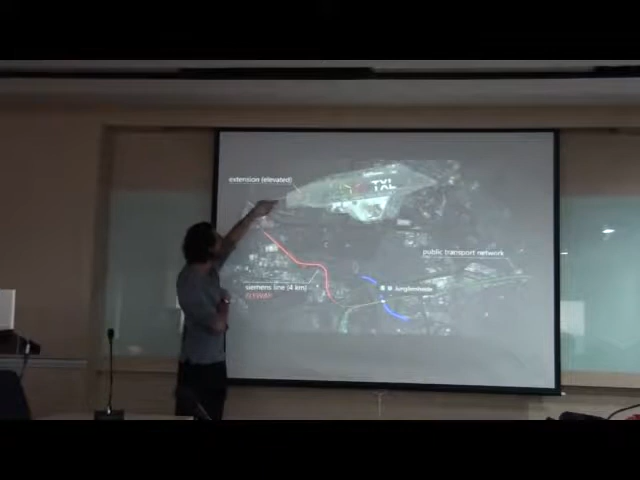 extension (elevated)
TXL
public transport network
siemens line (4 km)
Jungfernheide